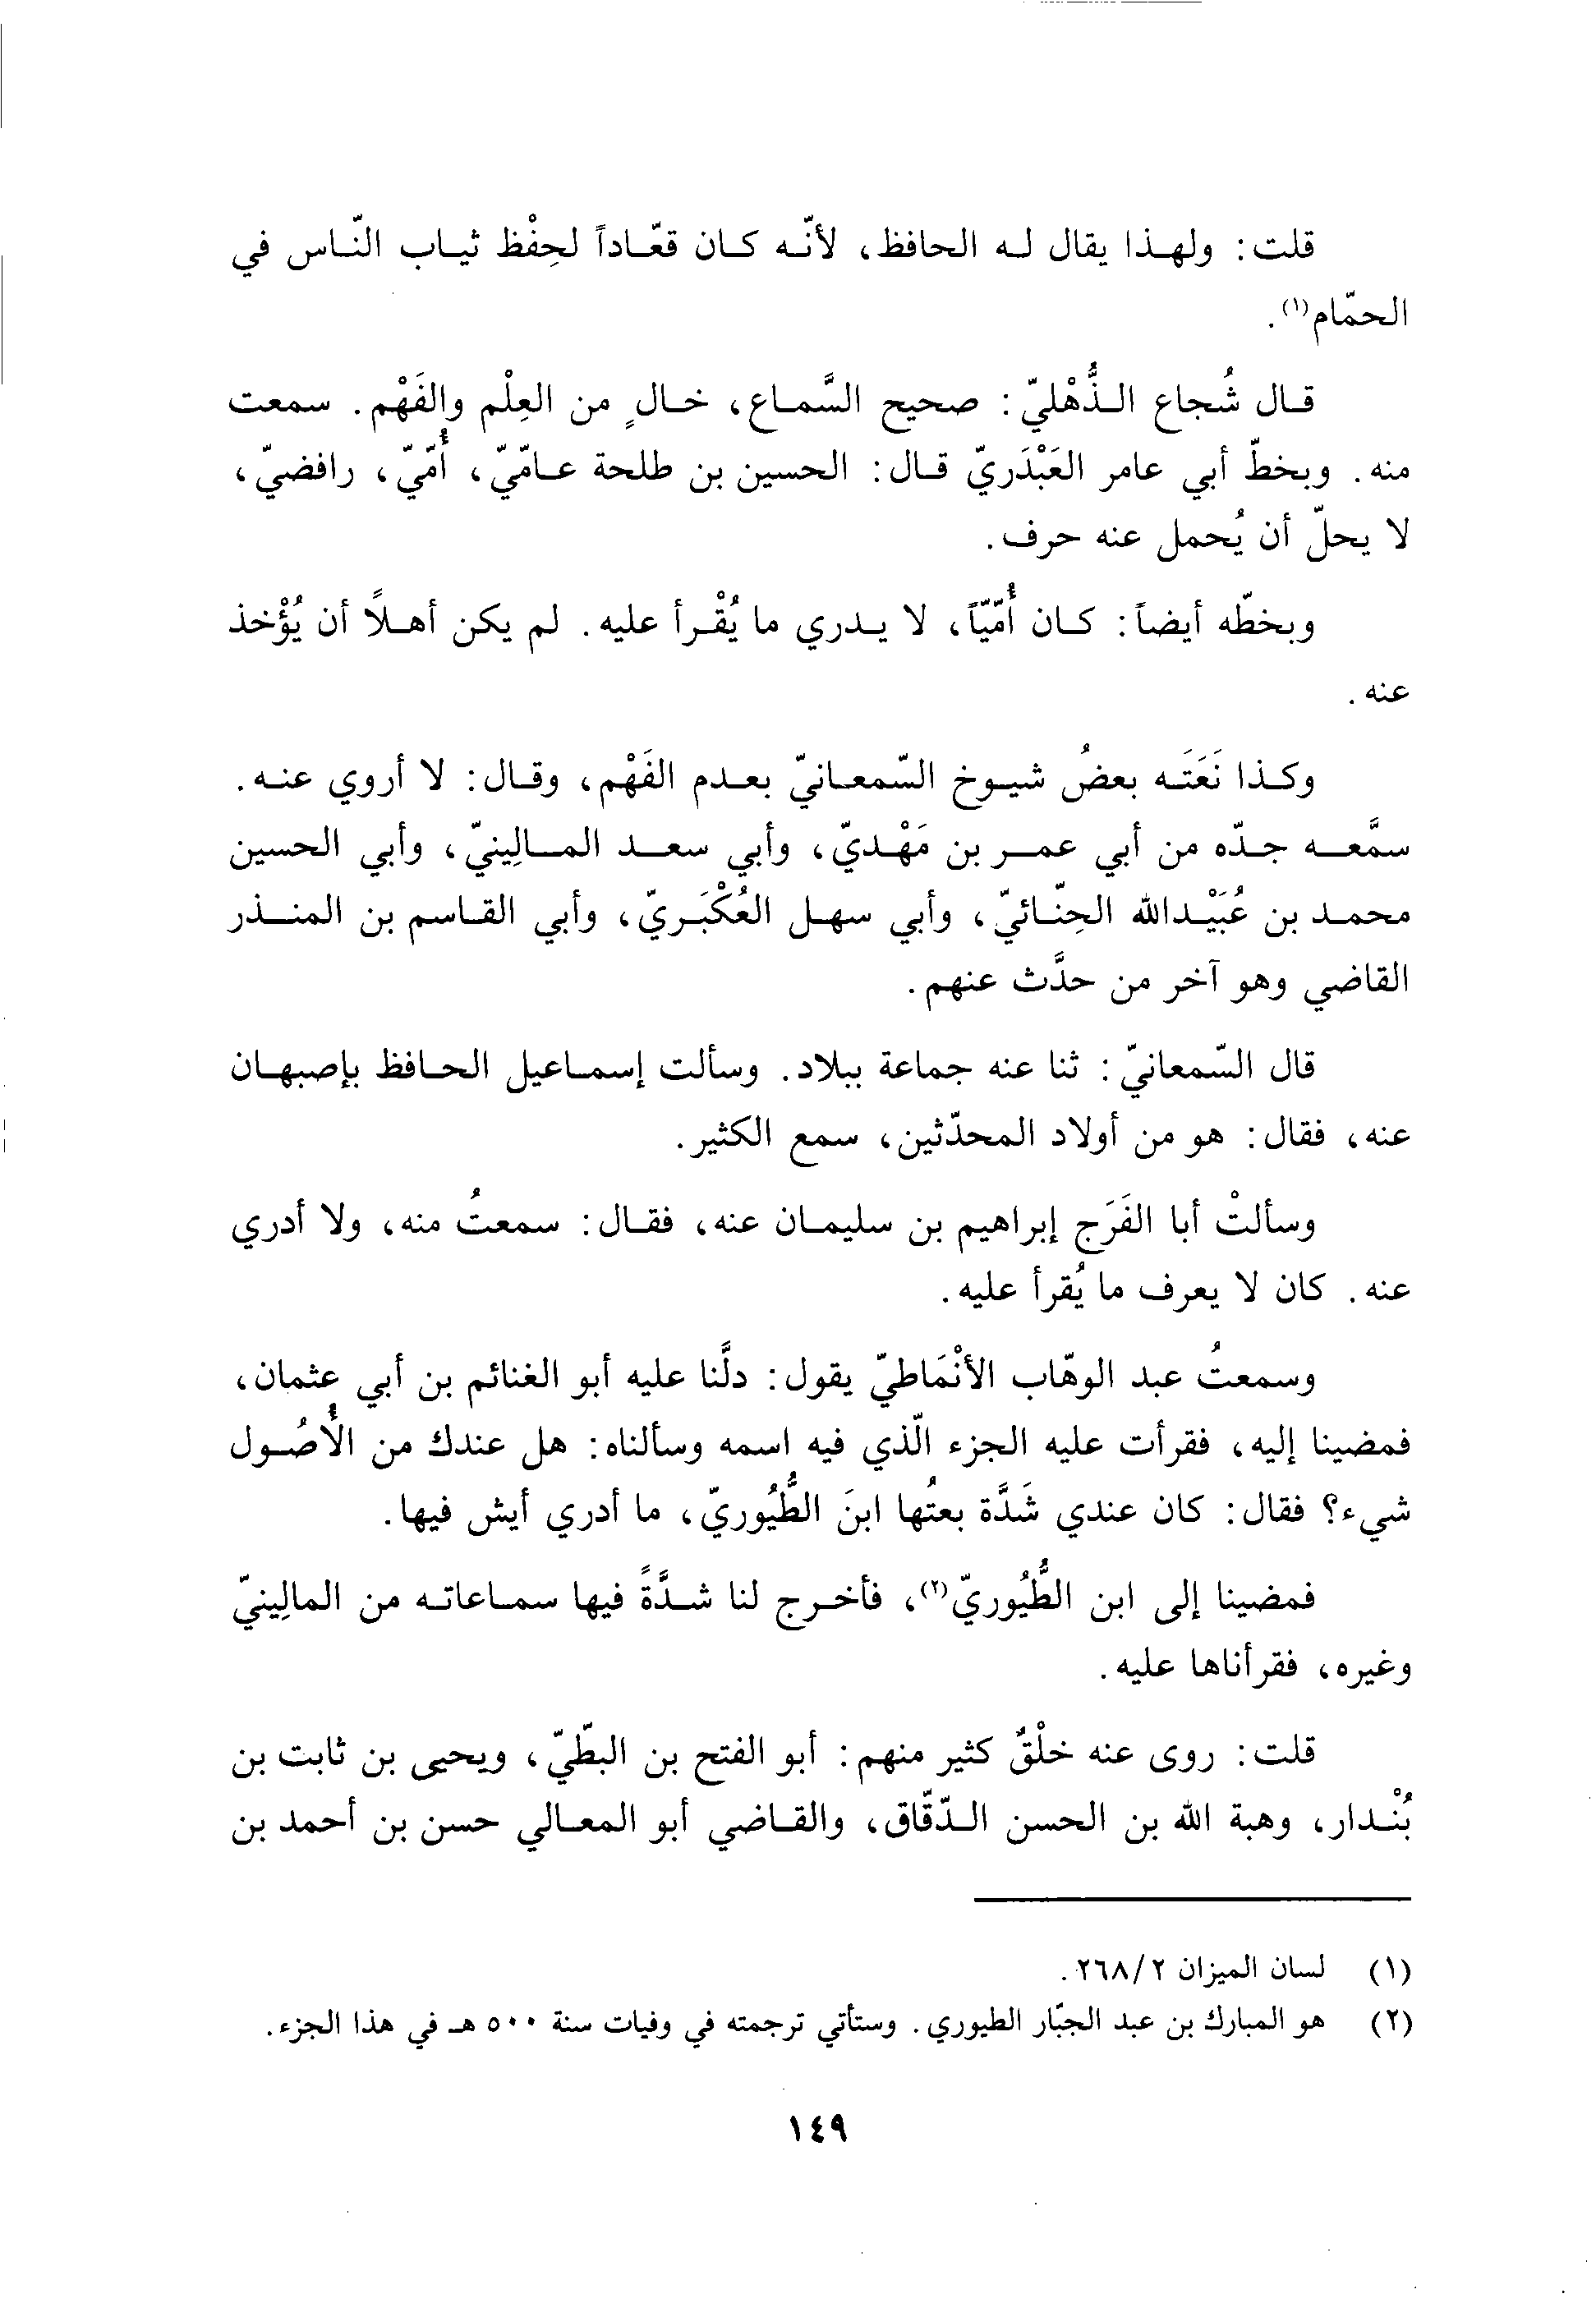 قلت: ولهذا يقال له الحافظ، لأنّه كان قعّاداً لحِفْظ ثياب النّاس في
الحمّام(١).
قال شُجاع الذُّهْليّ: صحيح السَّماع، خالٍ من العِلْم والفَهْم. سمعت
منه. وبخطّ أبي عامر العَبْدَريّ قال: الحسين بن طلحة عامّيّ، أُمّيّ، رافضيّ،
لا يحلّ أن يُحمل عنه حرف.
وبخطّه أيضاً: كان أُمّيّاً، لا يدري ما يُقْرأ عليه. لم يكن أهلاً أن يُؤْخذ
عنه.
وكذا نَعَتَه بعضُ شيوخ السّمعانيّ بعدم الفَهْم، وقال: لا أروي عنه.
سمَّعه جدّه من أبي عمر بن مَهْديّ، وأبي سعد المالِينيّ، وأبي الحسين
محمد بن عُبَيْدالله الحِنّائيّ، وأبي سهل العُكْبَريّ، وأبي القاسم بن المنذر
القاضي وهو آخر من حدَّث عنهم.
قال السّمعانيّ: ثنا عنه جماعة ببلاد. وسألت إسماعيل الحافظ بإصبهان
عنه، فقال: هو من أولاد المحدّثين، سمع الكثير.
وسألتْ أبا الفَرَج إبراهيم بن سليمان عنه، فقال: سمعتُ منه، ولا أدري
عنه. كان لا يعرف ما يُقرأ عليه.
وسمعتُ عبد الوهّاب الأنْمَاطيّ يقول: دلَّنا عليه أبو الغنائم بن أبي عثمان،
فمضينا إليه، فقرأت عليه الجزء الّذي فيه اسمه وسألناه: هل عندك من الأُصُول
شيء؟ فقال: كان عندي شَدَّة بعتُها ابنَ الطُّيُوريّ، ما أدري أيش فيها.
فمضينا إلى ابن الطُّيُوريّ(٢)، فأخرج لنا شدَّةً فيها سماعاته من المالِينيّ
وغيره، فقرأناها عليه.
قلت: روى عنه خلْقٌ كثير منهم: أبو الفتح بن البطّيّ، ويحيى بن ثابت بن
بُنْدار، وهبة الله بن الحسن الدّقّاق، والقاضي أبو المعالي حسن بن أحمد بن
(١) لسان الميزان ٢/ ٢٦٨.
(٢) هو المبارك بن عبد الجبّار الطيوري. وستأتي ترجمته في وفيات سنة ٥٠٠ هـ في هذا الجزء.
١٤٩